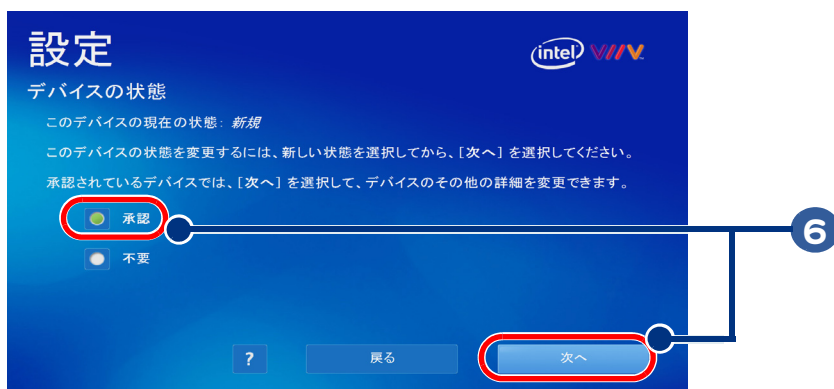 設定
intel VIIV
デバイスの状態
このデバイスの現在の状態: 新規
このデバイスの状態を変更するには、新しい状態を選択してから、[次へ] を選択してください。
承認されているデバイスでは、[次へ] を選択して、デバイスのその他の詳細を変更できます。
承認
6
不要
? 戻る 次へ